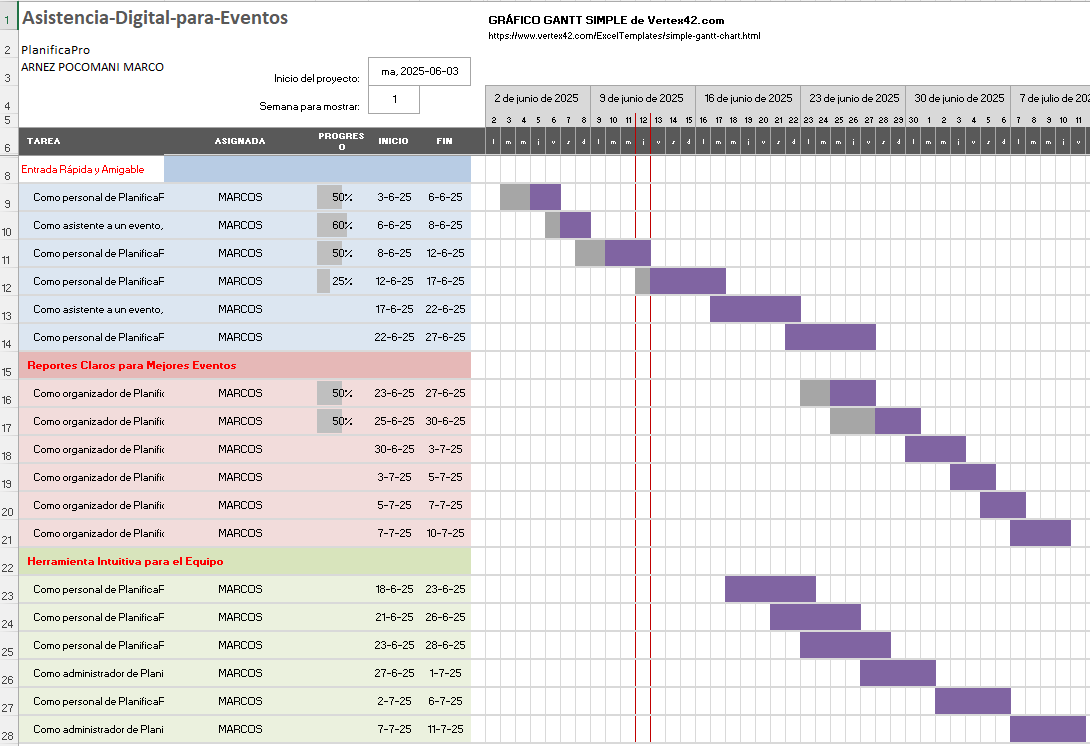 1 Asistencia-Digital-para-Eventos GRÁFICO GANTT SIMPLE de Vertex42.com
https://www.vertex42.com/ExcelTemplates/simple-gantt-chart.html
2 PlanificaPro
3 ARNEZ POCOMANI MARCO Inicio del proyecto: ma, 2025-06-03
4 Semana para mostrar: 1 2 de junio de 2025 9 de junio de 2025 16 de junio de 2025 23 de junio de 2025 30 de junio de 2025 7 de julio de 202
5 2 3 4 5 6 7 8 9 10 11 12 13 14 15 16 17 18 19 20 21 22 23 24 25 26 27 28 29 30 1 2 3 4 5 6 7 8 9 10 11
6 TAREA ASIGNADA PROGRESO INICIO FIN l m m j v s d l m m j v s d l m m j v s d l m m j v s d l m m j v s d l m m j v
8 Entrada Rápida y Amigable
9 Como personal de PlanificaP MARCOS 50% 3-6-25 6-6-25
10 Como asistente a un evento, MARCOS 60% 6-6-25 8-6-25
11 Como personal de PlanificaP MARCOS 50% 8-6-25 12-6-25
12 Como personal de PlanificaP MARCOS 25% 12-6-25 17-6-25
13 Como asistente a un evento, MARCOS 17-6-25 22-6-25
14 Como personal de PlanificaP MARCOS 22-6-25 27-6-25
15 Reportes Claros para Mejores Eventos
16 Como organizador de Planific MARCOS 50% 23-6-25 27-6-25
17 Como organizador de Planific MARCOS 50% 25-6-25 30-6-25
18 Como organizador de Planific MARCOS 30-6-25 3-7-25
19 Como organizador de Planific MARCOS 3-7-25 5-7-25
20 Como organizador de Planific MARCOS 5-7-25 7-7-25
21 Como organizador de Planific MARCOS 7-7-25 10-7-25
22 Herramienta Intuitiva para el Equipo
23 Como personal de PlanificaP MARCOS 18-6-25 23-6-25
24 Como personal de PlanificaP MARCOS 21-6-25 26-6-25
25 Como personal de PlanificaP MARCOS 23-6-25 28-6-25
26 Como administrador de Plani MARCOS 27-6-25 1-7-25
27 Como personal de PlanificaP MARCOS 2-7-25 6-7-25
28 Como administrador de Plani MARCOS 7-7-25 11-7-25